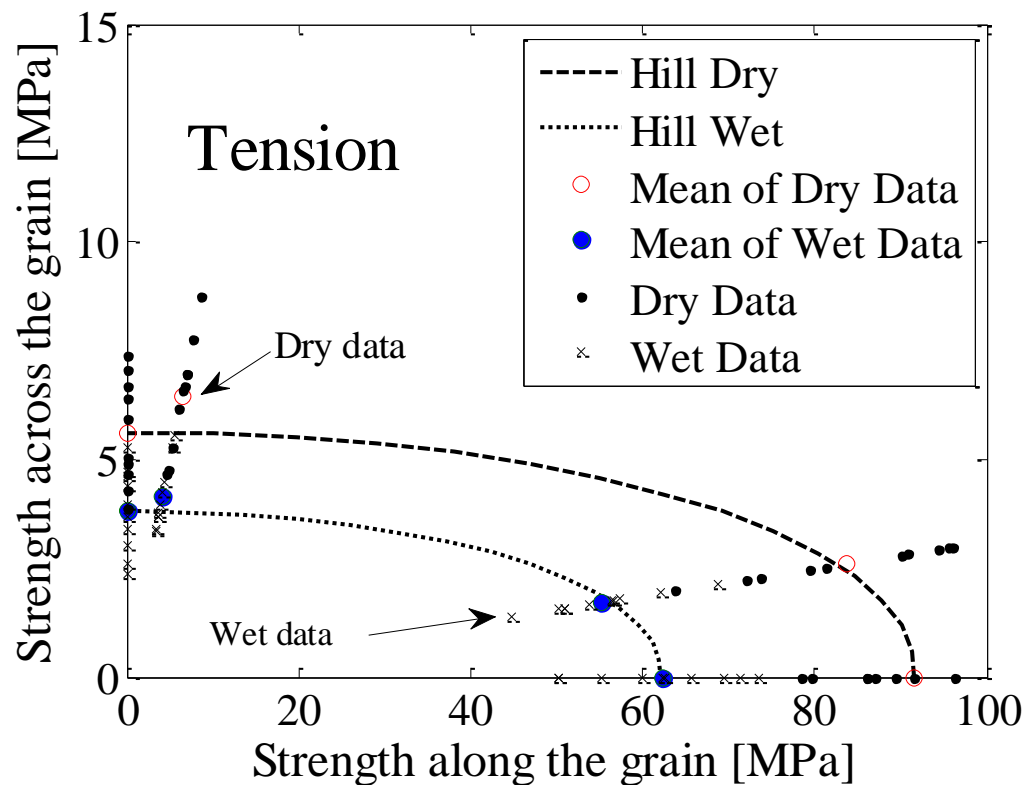 15
10
5
0
Strength across the grain [MPa]
Tension
Hill Dry
Hill Wet
Mean of Dry Data
Mean of Wet Data
Dry Data
Wet Data
Dry data
Wet data
0
20
40
60
80
100
Strength along the grain [MPa]